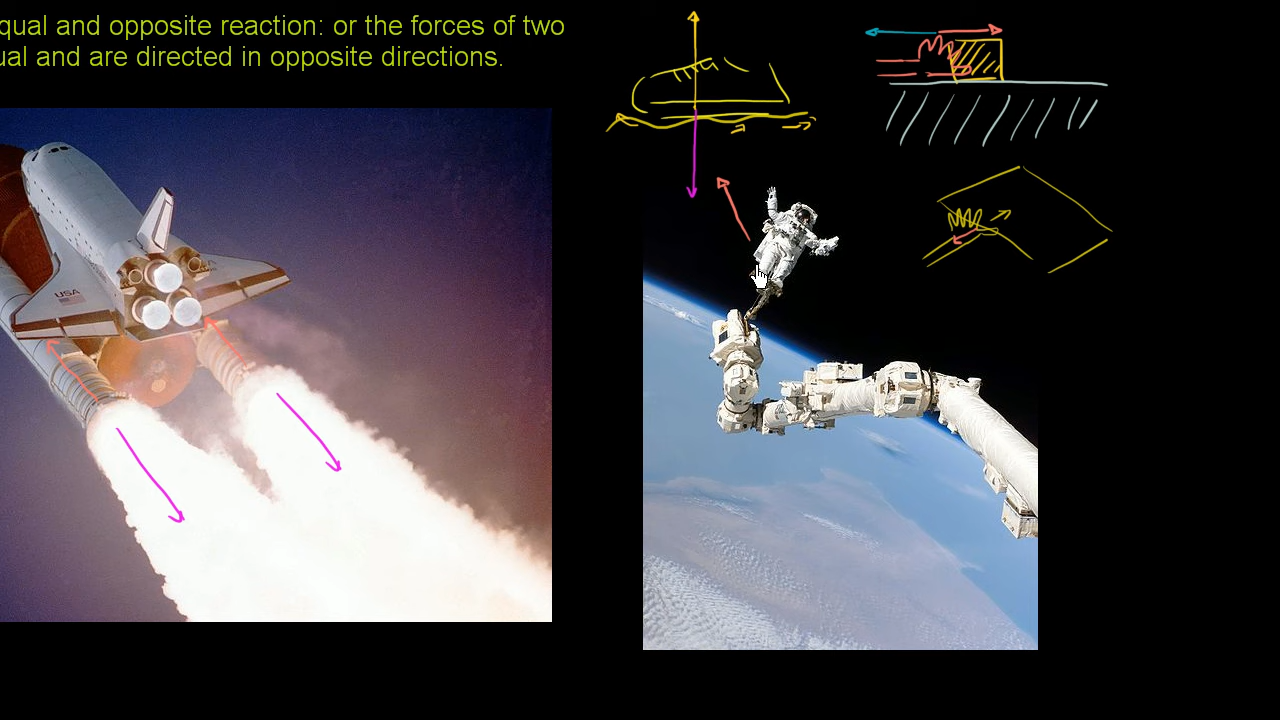 qual and opposite reaction: or the forces of two
ual and are directed in opposite directions.
USA